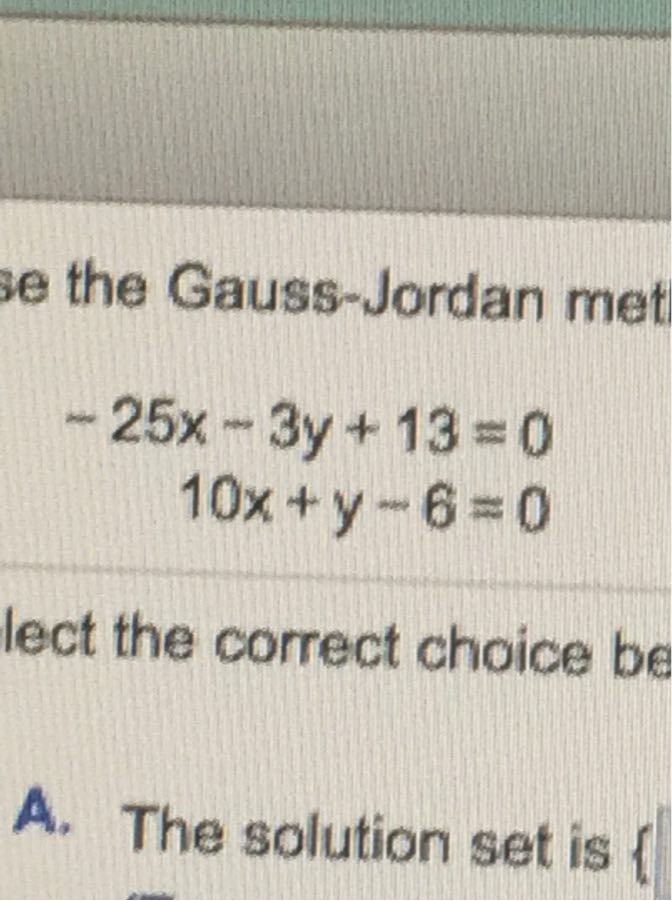 se the Gauss-Jordan met
- 25x - 3y + 13 = 0
10x + y - 6 = 0
lect the correct choice be
A. The solution set is {